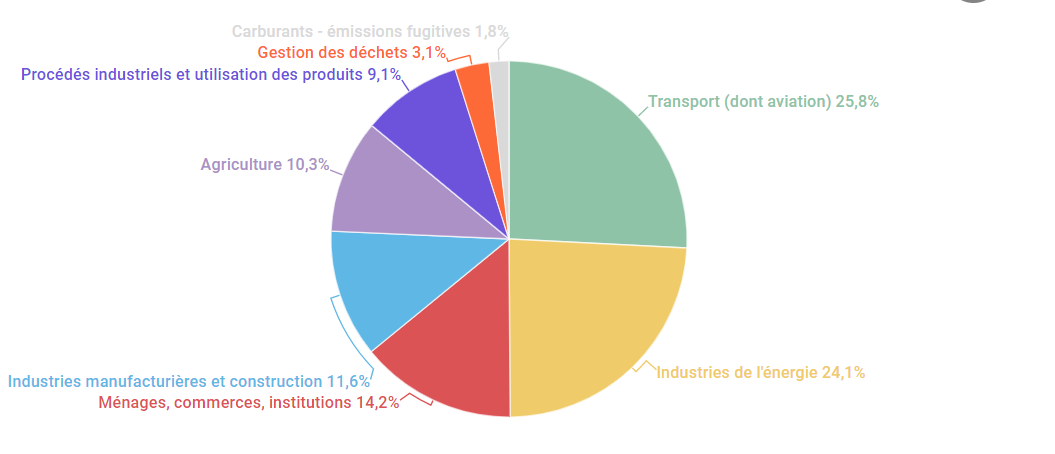 Carburants - émissions fugitives 1,8%
Gestion des déchets 3,1%
Procédés industriels et utilisation des produits 9,1%
Transport (dont aviation) 25,8%
Agriculture 10,3%
Industries de l'énergie 24,1%
Industries manufacturières et construction 11,6%
Ménages, commerces, institutions 14,2%